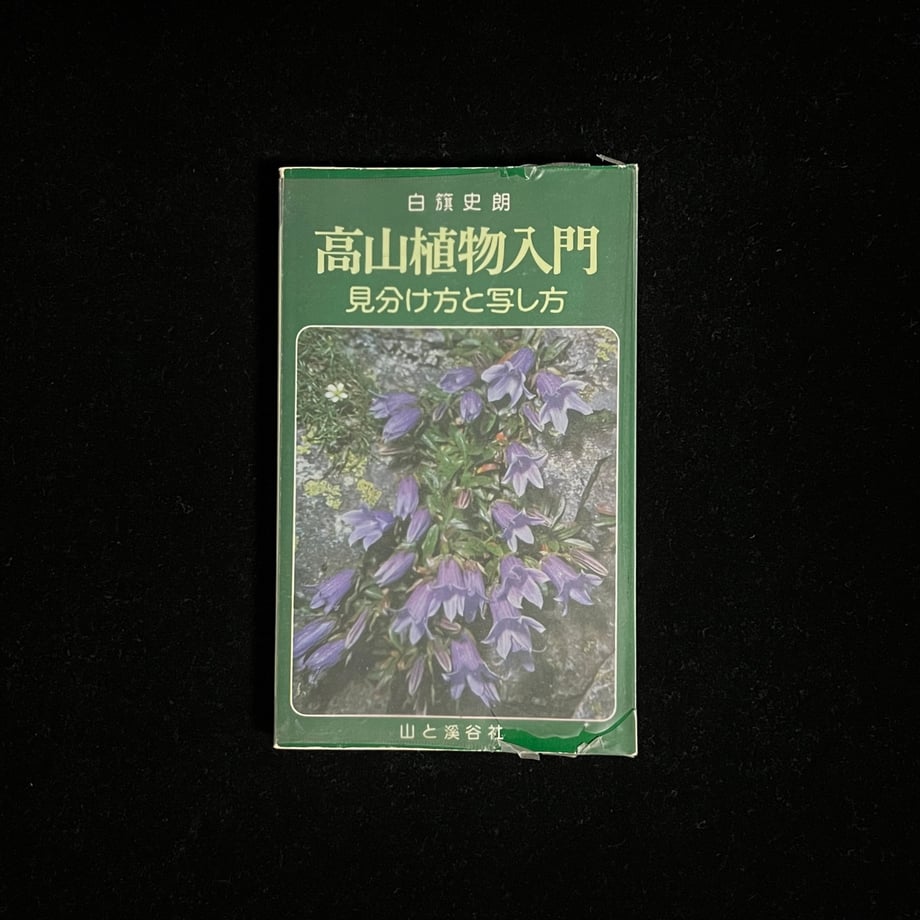 白籏史朗
高山植物入門
見分け方と写し方
山と溪谷社